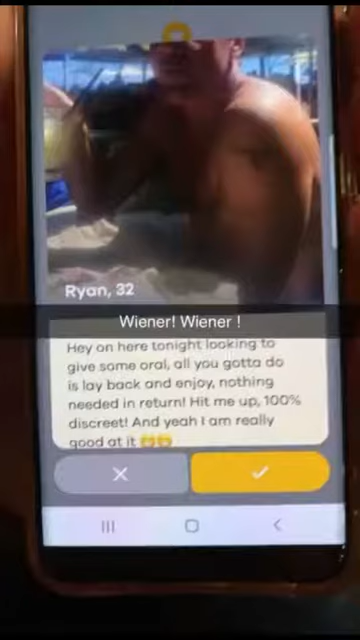 Ryan, 32
Wiener! Wiener !
Hey on here tonight looking to
give some oral, all you gotta do
is lay back and enjoy, nothing
needed in return! Hit me up, 100%
discreet! And yeah I am really
good at it